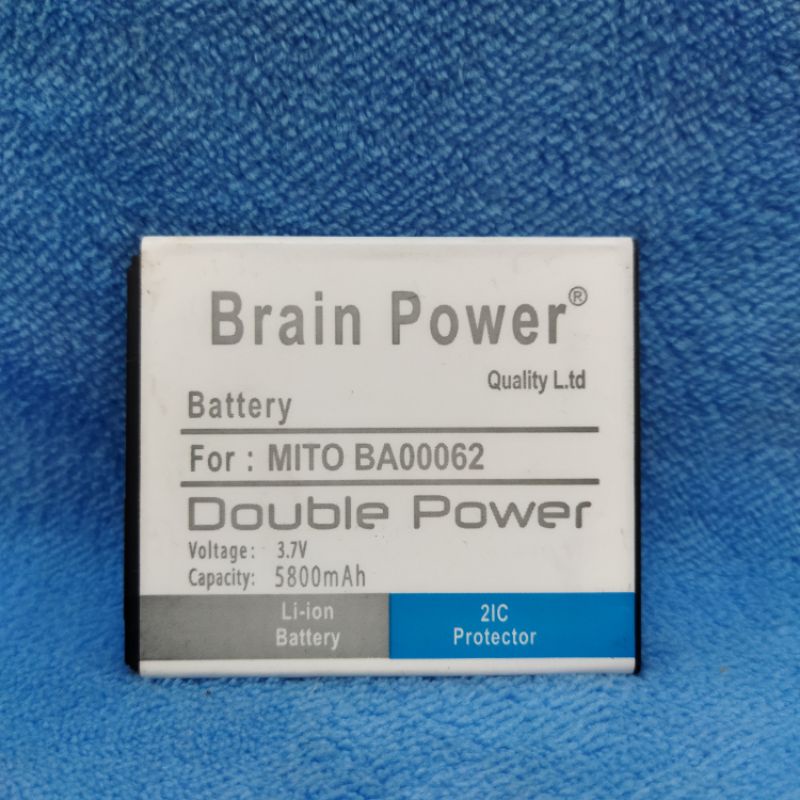 Brain Power®
Quality L.td
Battery
For : MITO BA00062
Double Power
Voltage: 3.7V
Capacity: 5800mAh
Li-ion
Battery
2IC
Protector